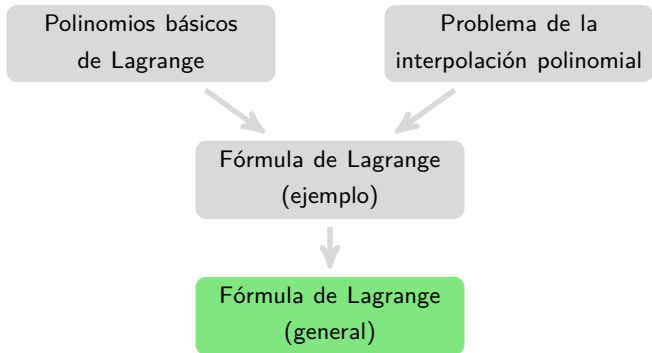 Polinomios básicos
de Lagrange
Problema de la
interpolación polinomial
Fórmula de Lagrange
(ejemplo)
Fórmula de Lagrange
(general)